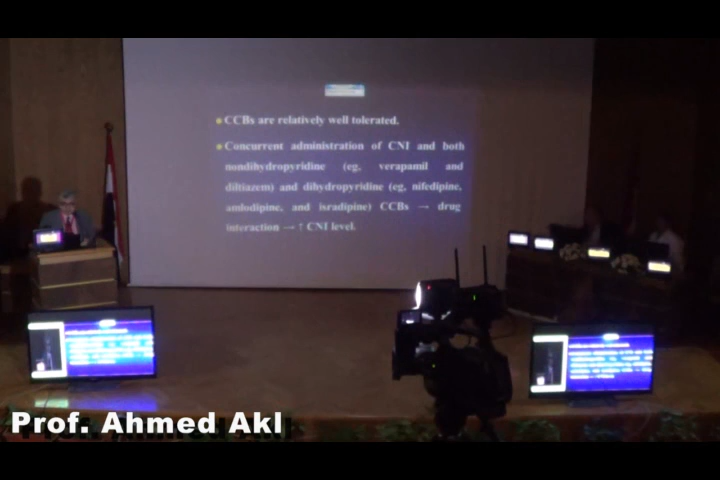 CCBs are relatively well tolerated.
Concurrent administration of CNI and both
nondihydropyridine (eg, verapamil and
diltiazem) and dihydropyridine (eg, nifedipine,
amlodipine, and isradipine) CCBs → drug
interaction → ↑ CNI level.
Prof. Ahmed Akl